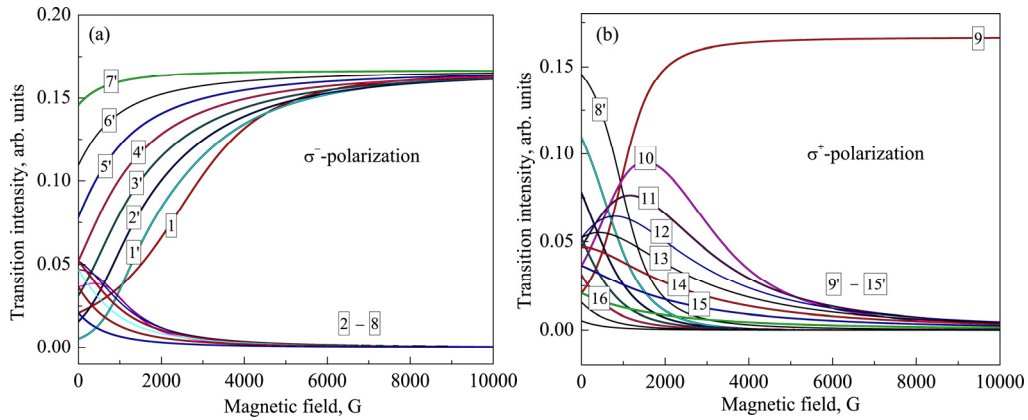 (a)
Transition intensity, arb. units
0.20
0.15
0.10
0.05
0.00
7'
6'
5'
4'
3'
2'
1'
1
σ⁻-polarization
2 – 8
0 2000 4000 6000 8000 10000
Magnetic field, G
(b)
Transition intensity, arb. units
0.15
0.10
0.05
0.00
9
8'
10
σ⁺-polarization
11
12
13
14
15
16
9' – 15'
0 2000 4000 6000 8000 10000
Magnetic field, G